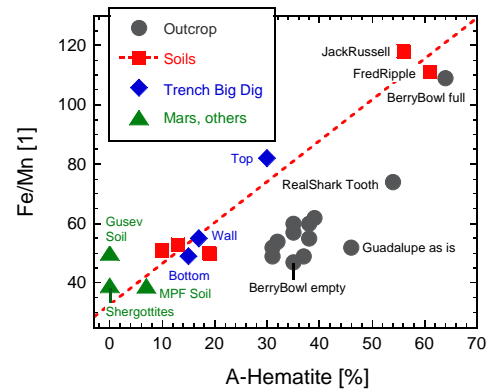 Outcrop
Soils
Trench Big Dig
Mars, others
JackRussell
FredRipple
BerryBowl full
Top
RealShark Tooth
Gusev
Soil
Wall
Guadalupe as is
Bottom
BerryBowl empty
MPF Soil
Shergottites
Fe/Mn [1]
120
100
80
60
40
0 10 20 30 40 50 60 70
A-Hematite [%]